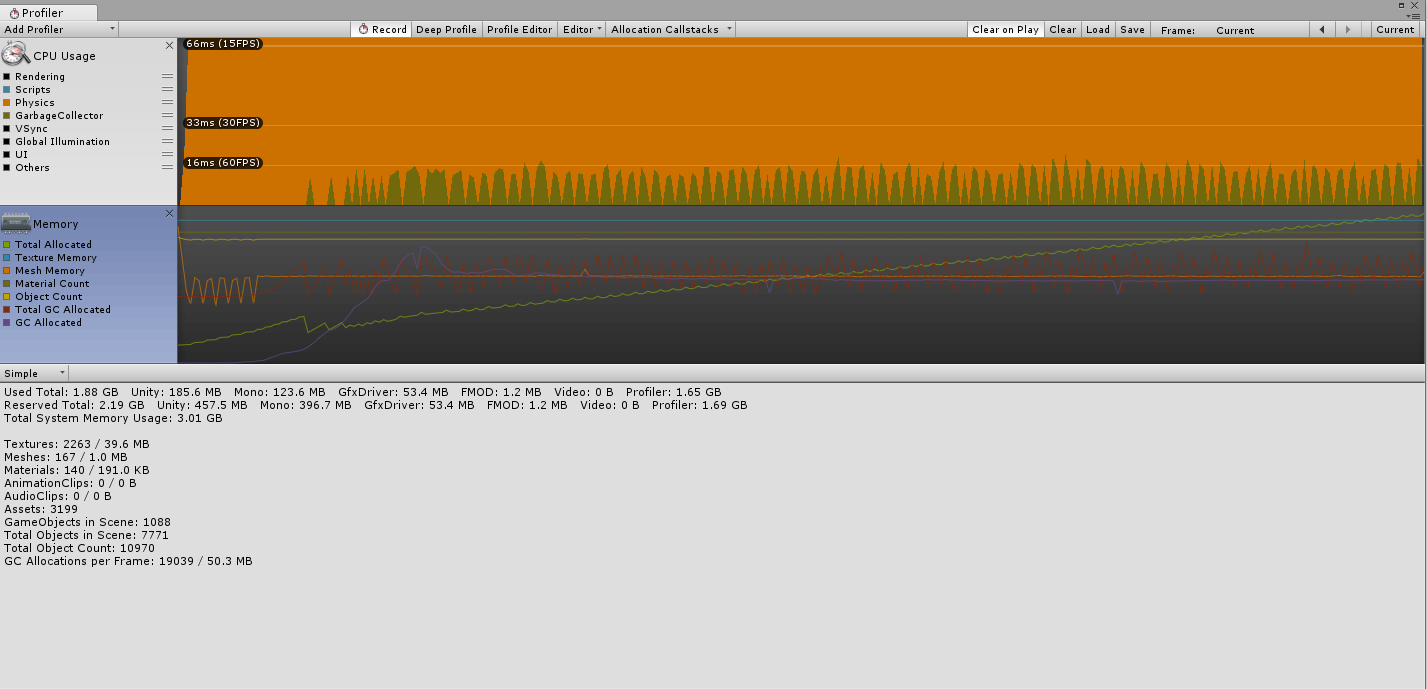 Profiler
Add Profiler Record Deep Profile Profile Editor Editor Allocation Callstacks Clear on Play Clear Load Save Frame: Current Current
CPU Usage
Rendering
Scripts
Physics
GarbageCollector
VSync
Global Illumination
UI
Others
66ms (15FPS)
33ms (30FPS)
16ms (60FPS)
Memory
Total Allocated
Texture Memory
Mesh Memory
Material Count
Object Count
Total GC Allocated
GC Allocated
Simple
Used Total: 1.88 GB Unity: 185.6 MB Mono: 123.6 MB GfxDriver: 53.4 MB FMOD: 1.2 MB Video: 0 B Profiler: 1.65 GB
Reserved Total: 2.19 GB Unity: 457.5 MB Mono: 396.7 MB GfxDriver: 53.4 MB FMOD: 1.2 MB Video: 0 B Profiler: 1.69 GB
Total System Memory Usage: 3.01 GB
Textures: 2263 / 39.6 MB
Meshes: 167 / 1.0 MB
Materials: 140 / 191.0 KB
AnimationClips: 0 / 0 B
AudioClips: 0 / 0 B
Assets: 3199
GameObjects in Scene: 1088
Total Objects in Scene: 7771
Total Object Count: 10970
GC Allocations per Frame: 19039 / 50.3 MB